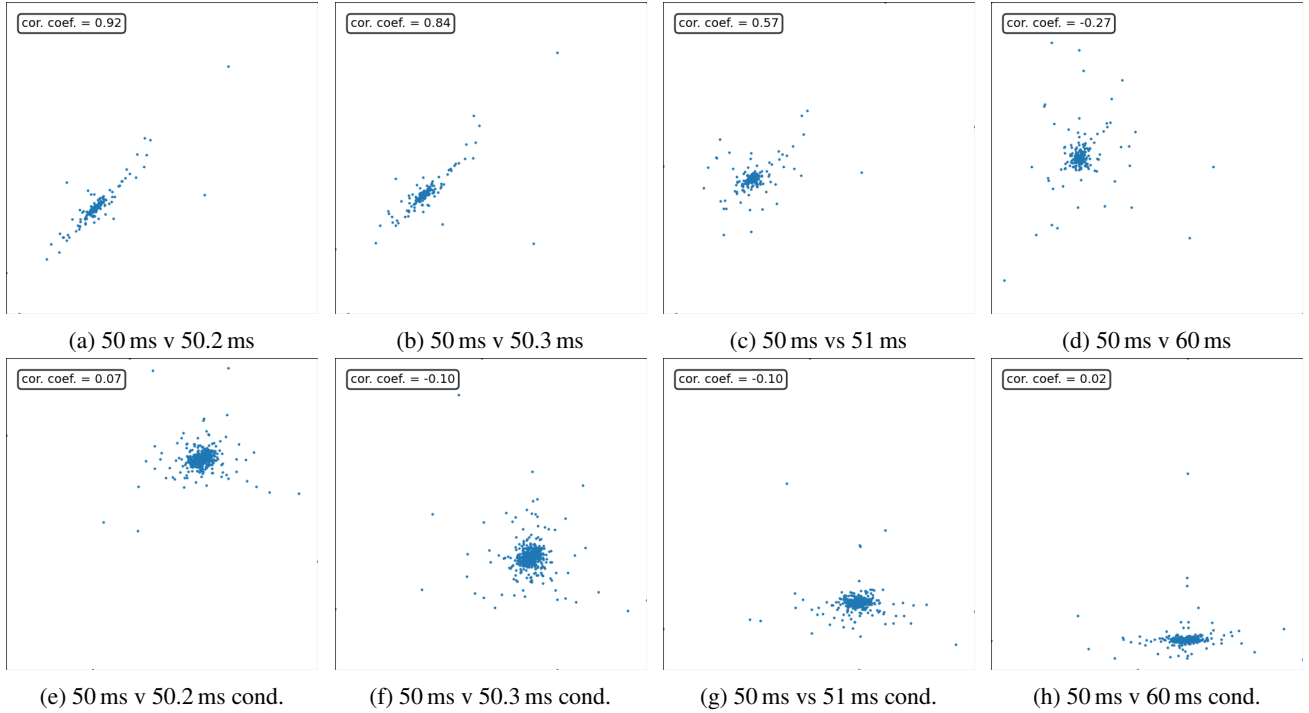 cor. coef. = 0.92
cor. coef. = 0.84
cor. coef. = 0.57
cor. coef. = -0.27
(a) 50 ms v 50.2 ms
(b) 50 ms v 50.3 ms
(c) 50 ms vs 51 ms
(d) 50 ms v 60 ms
cor. coef. = 0.07
cor. coef. = -0.10
cor. coef. = -0.10
cor. coef. = 0.02
(e) 50 ms v 50.2 ms cond.
(f) 50 ms v 50.3 ms cond.
(g) 50 ms vs 51 ms cond.
(h) 50 ms v 60 ms cond.